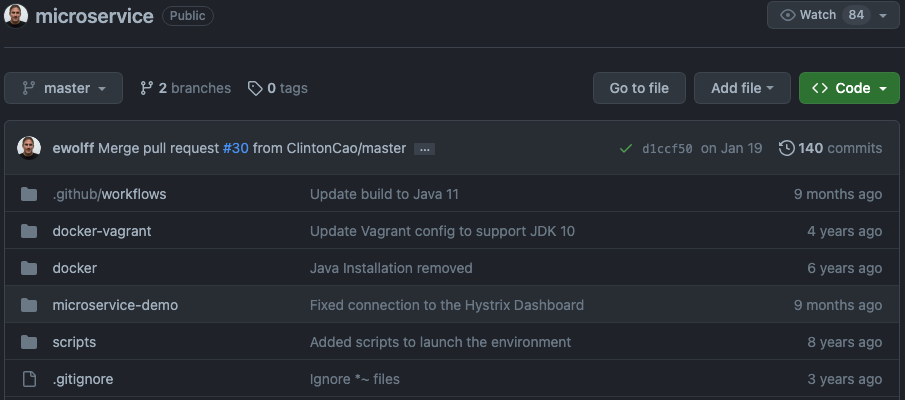 microservice Public Watch 84
master 2 branches 0 tags Go to file Add file Code
ewolff Merge pull request #30 from ClintonCao/master ... d1ccf50 on Jan 19 140 commits
.github/workflows Update build to Java 11 9 months ago
docker-vagrant Update Vagrant config to support JDK 10 4 years ago
docker Java Installation removed 6 years ago
microservice-demo Fixed connection to the Hystrix Dashboard 9 months ago
scripts Added scripts to launch the environment 8 years ago
.gitignore Ignore *~ files 3 years ago